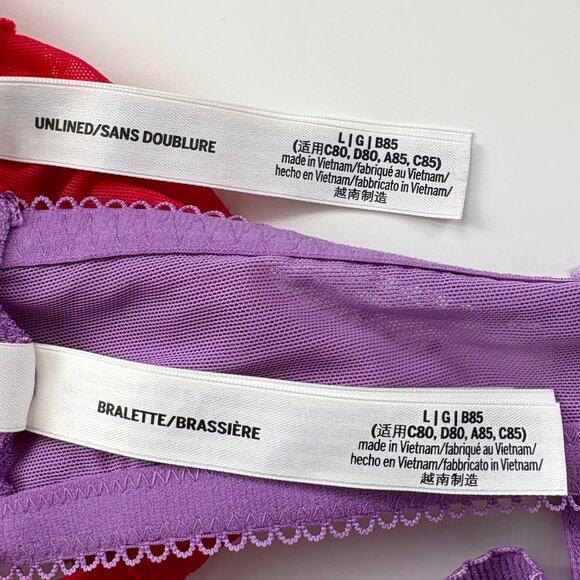 UNLINED/SANS DOUBLURE
L | G | B85
(适用C80, D80, A85, C85)
made in Vietnam/fabriqué au Vietnam/
hecho en Vietnam/fabbricato in Vietnam/
越南制造
BRALETTE/BRASSIÈRE
L | G | B85
(适用C80, D80, A85, C85)
made in Vietnam/fabriqué au Vietnam/
hecho en Vietnam/fabbricato in Vietnam/
越南制造